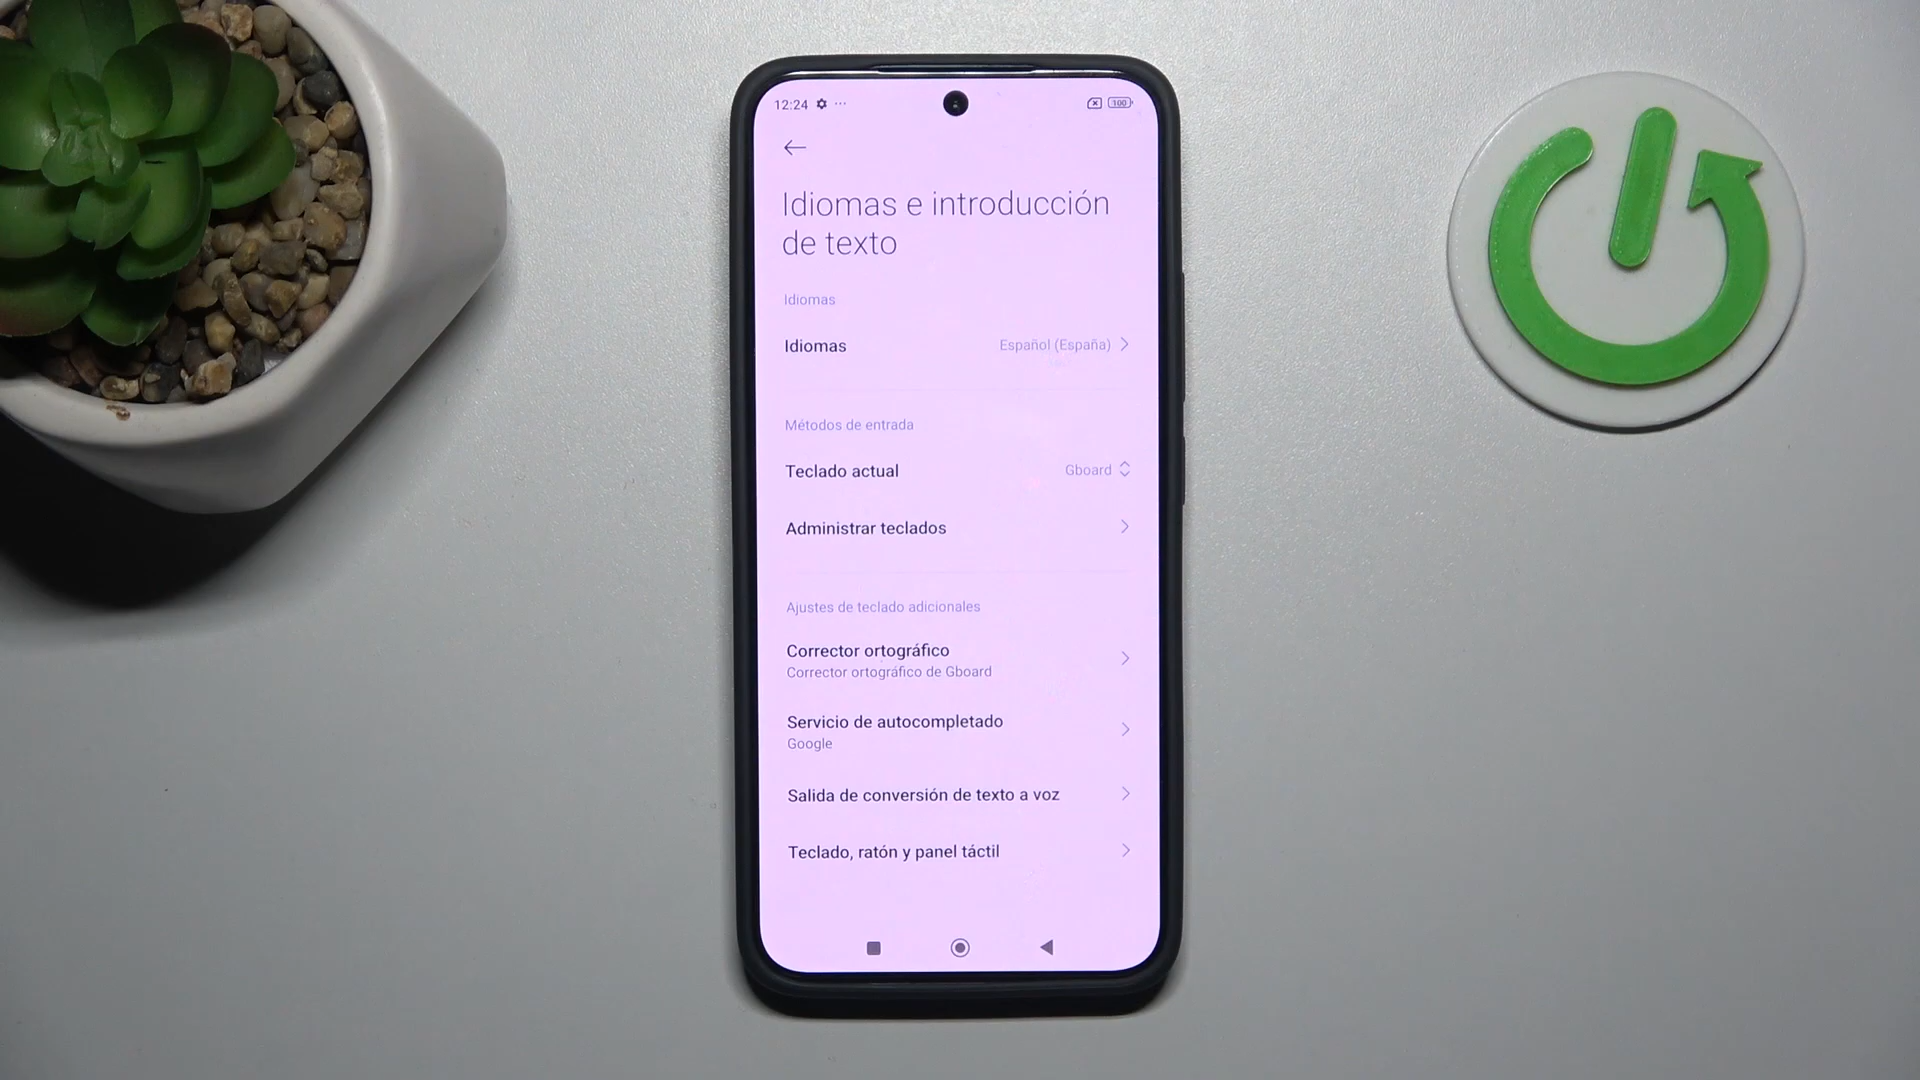 12:24
100
Idiomas e introducción
de texto
Idiomas
Idiomas Español (España)
Métodos de entrada
Teclado actual Gboard
Administrar teclados
Ajustes de teclado adicionales
Corrector ortográfico
Corrector ortográfico de Gboard
Servicio de autocompletado
Google
Salida de conversión de texto a voz
Teclado, ratón y panel táctil